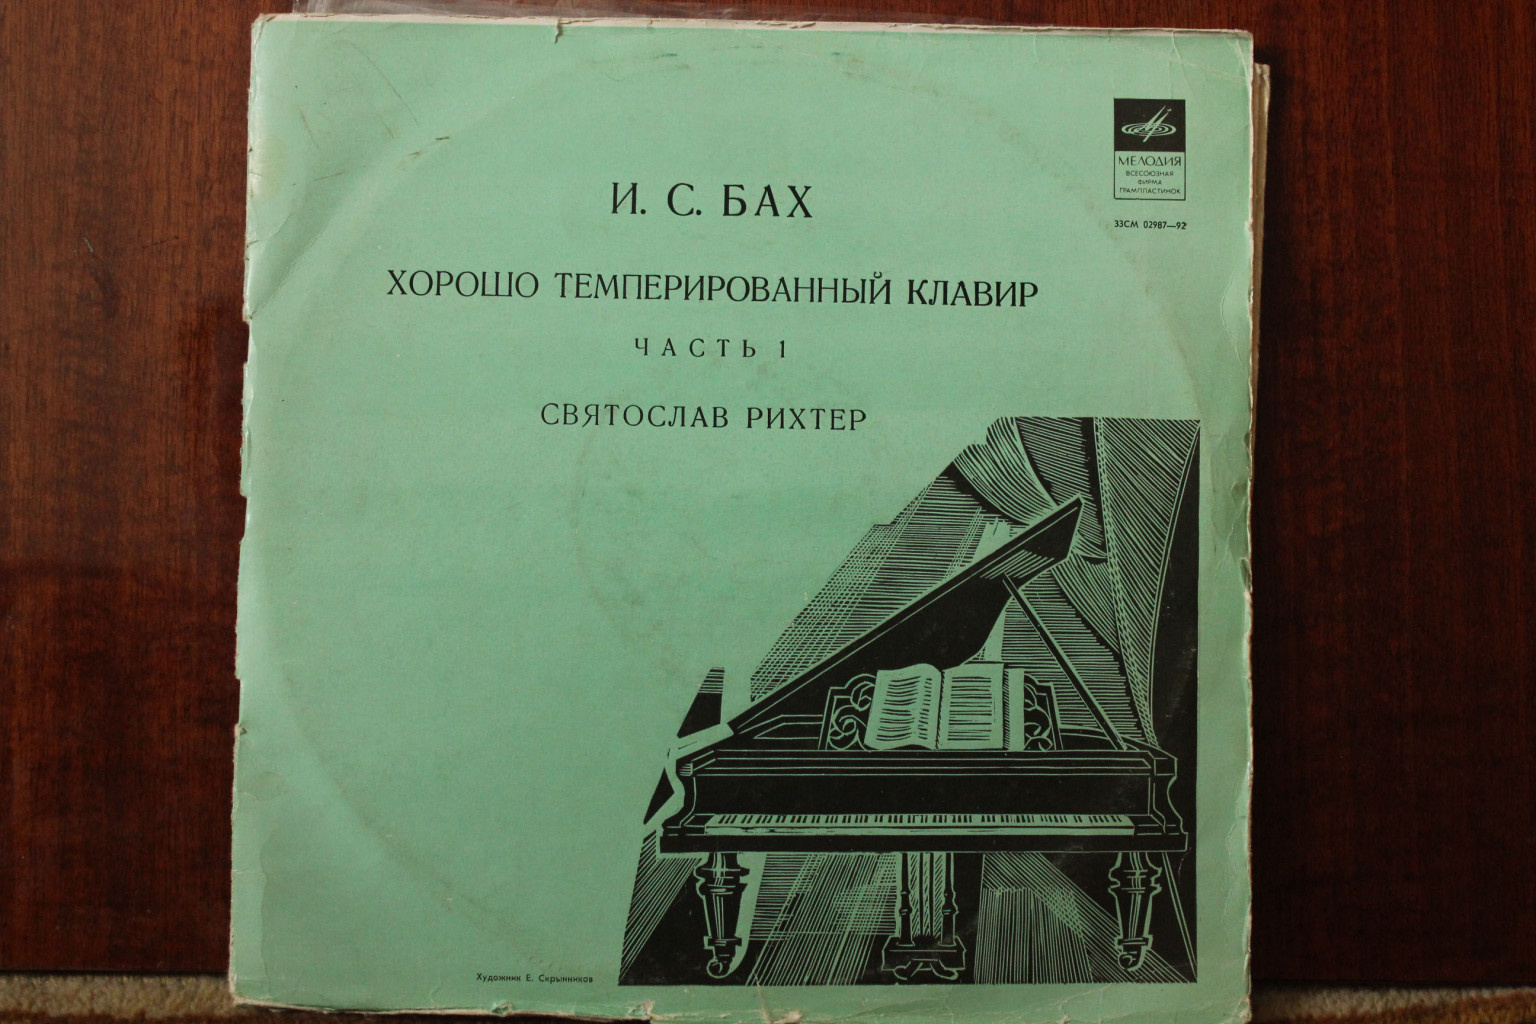 МЕЛОДИЯ
ВСЕСОЮЗНАЯ
ФИРМА
ГРАМПЛАСТИНОК
33СМ 02987—92
И. С. БАХ
ХОРОШО ТЕМПЕРИРОВАННЫЙ КЛАВИР
ЧАСТЬ 1
СВЯТОСЛАВ РИХТЕР
Художник Е. Скрынников